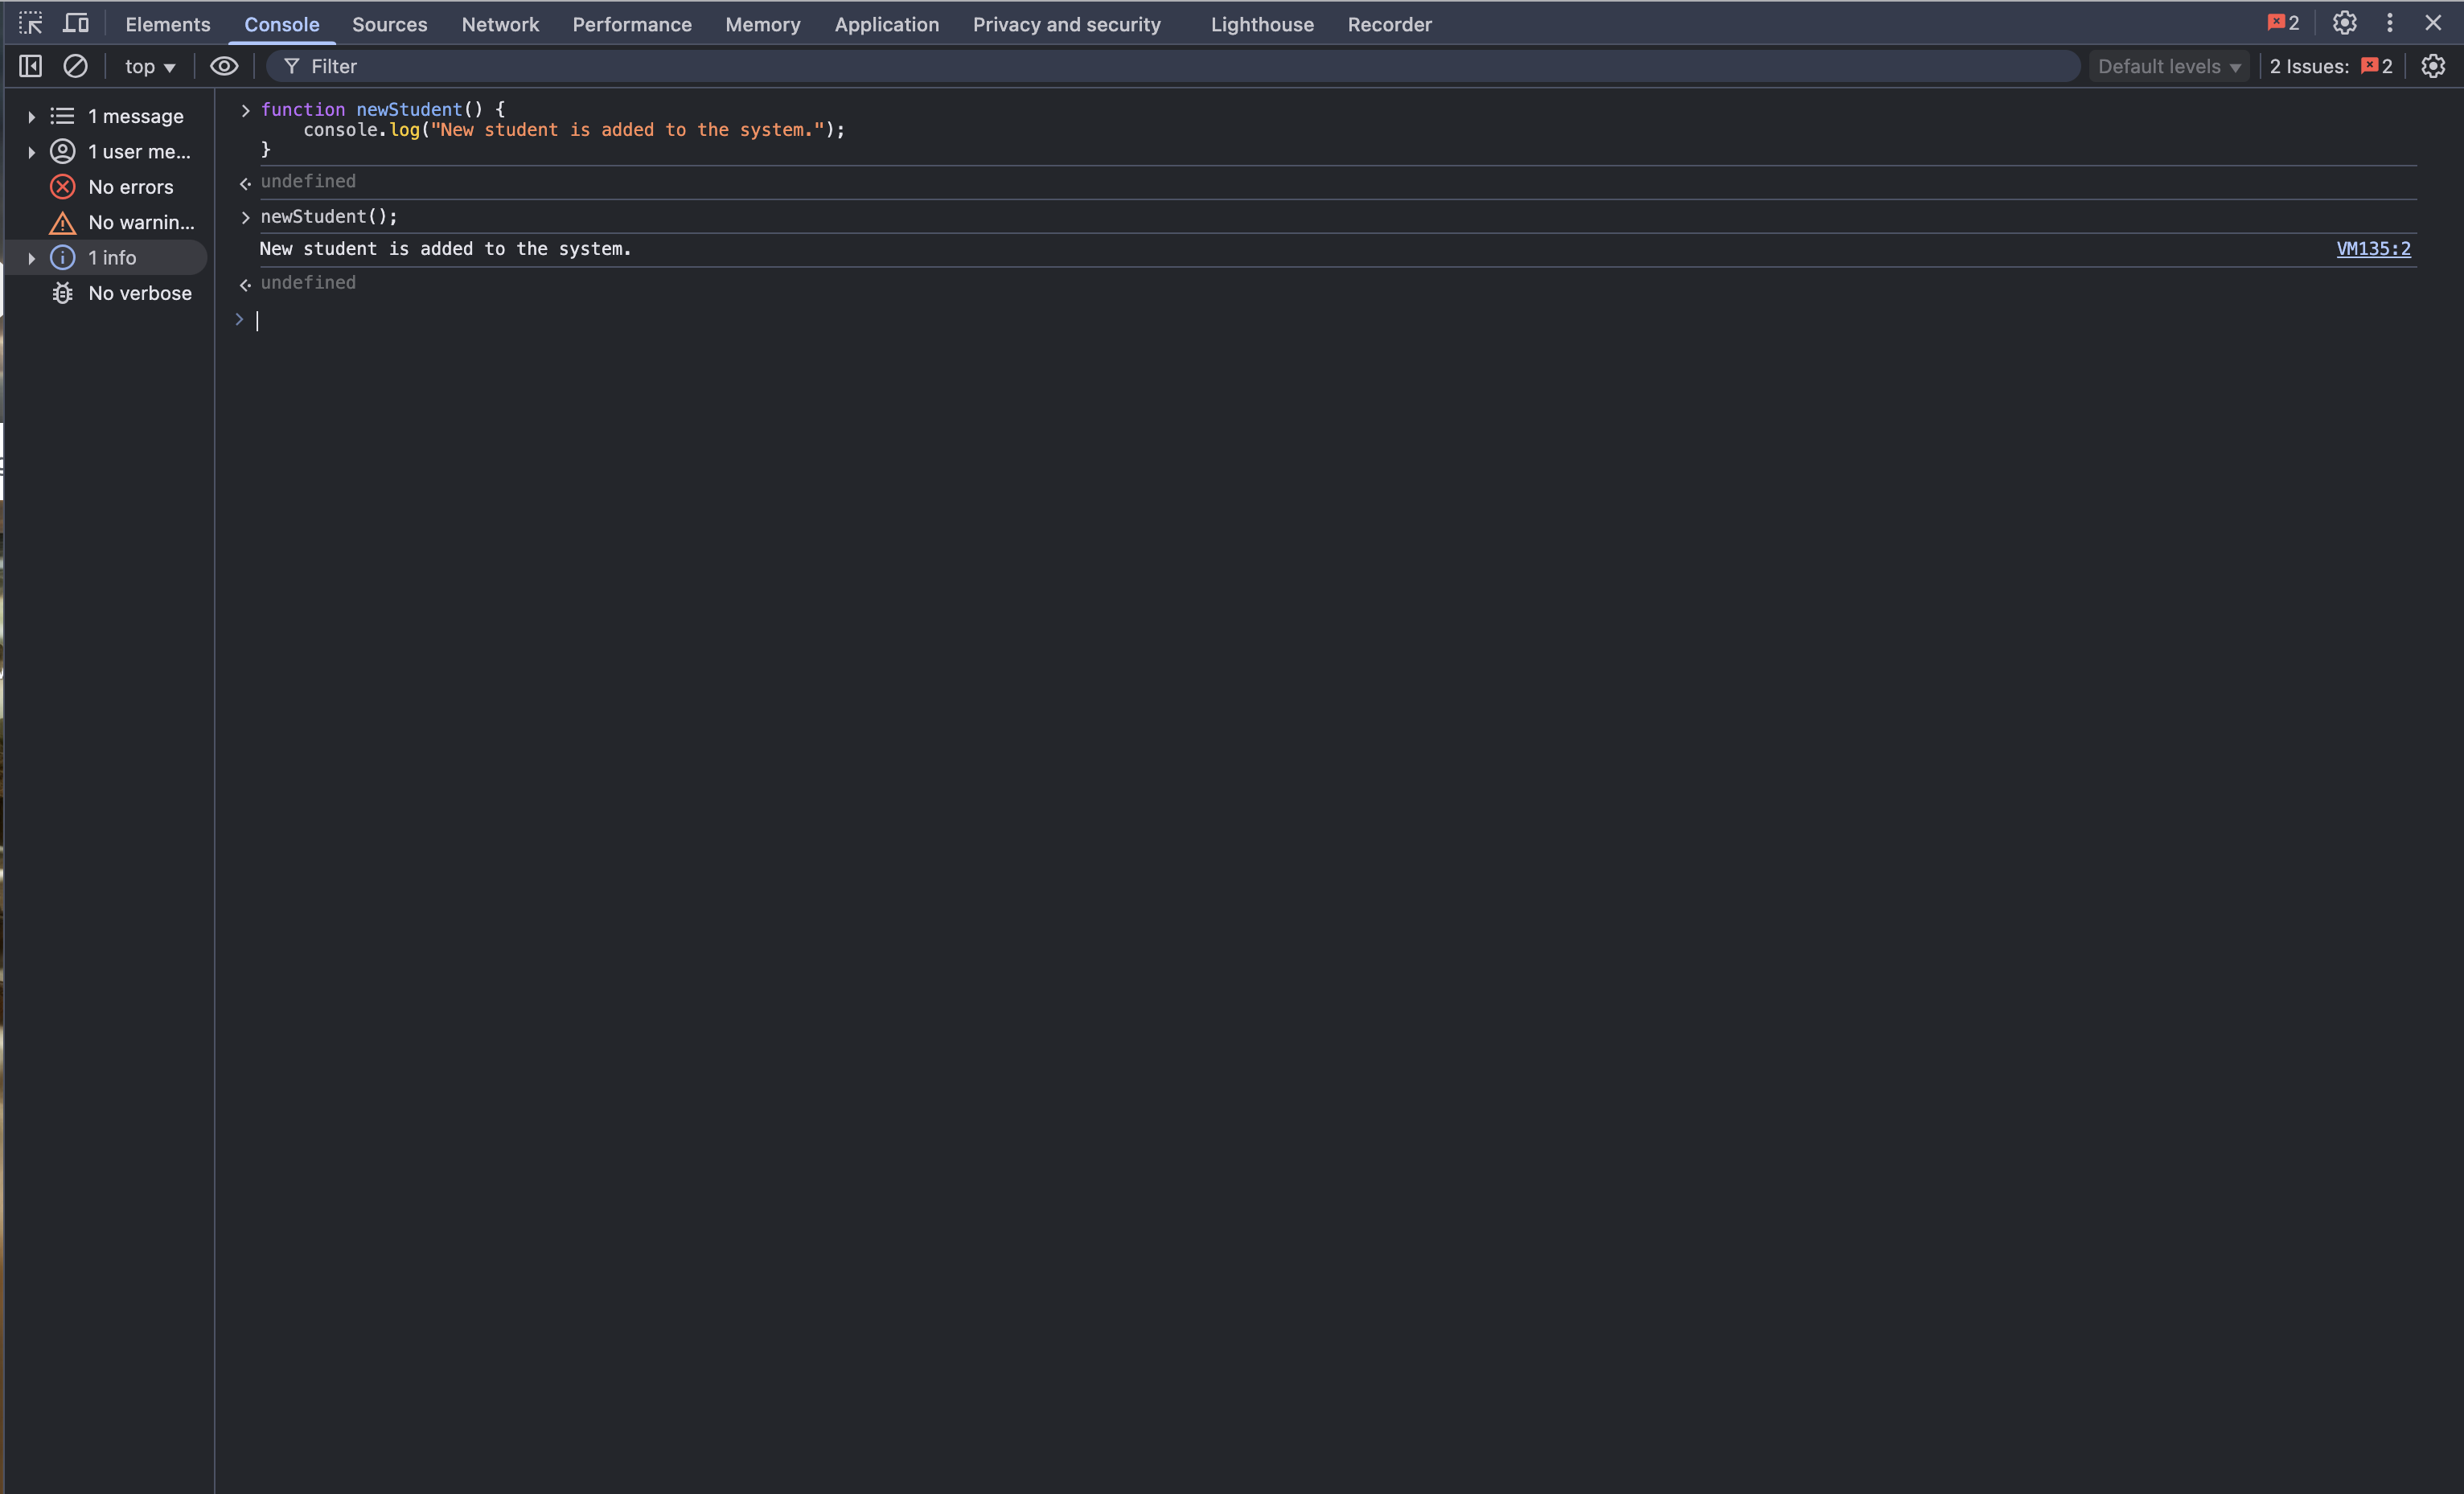 Elements Console Sources Network Performance Memory Application Privacy and security Lighthouse Recorder 2
top Filter Default levels 2 Issues: 2
1 message
1 user me...
No errors
No warnin...
1 info
No verbose
function newStudent() {
    console.log("New student is added to the system.");
}
undefined
newStudent();
New student is added to the system. VM135:2
undefined